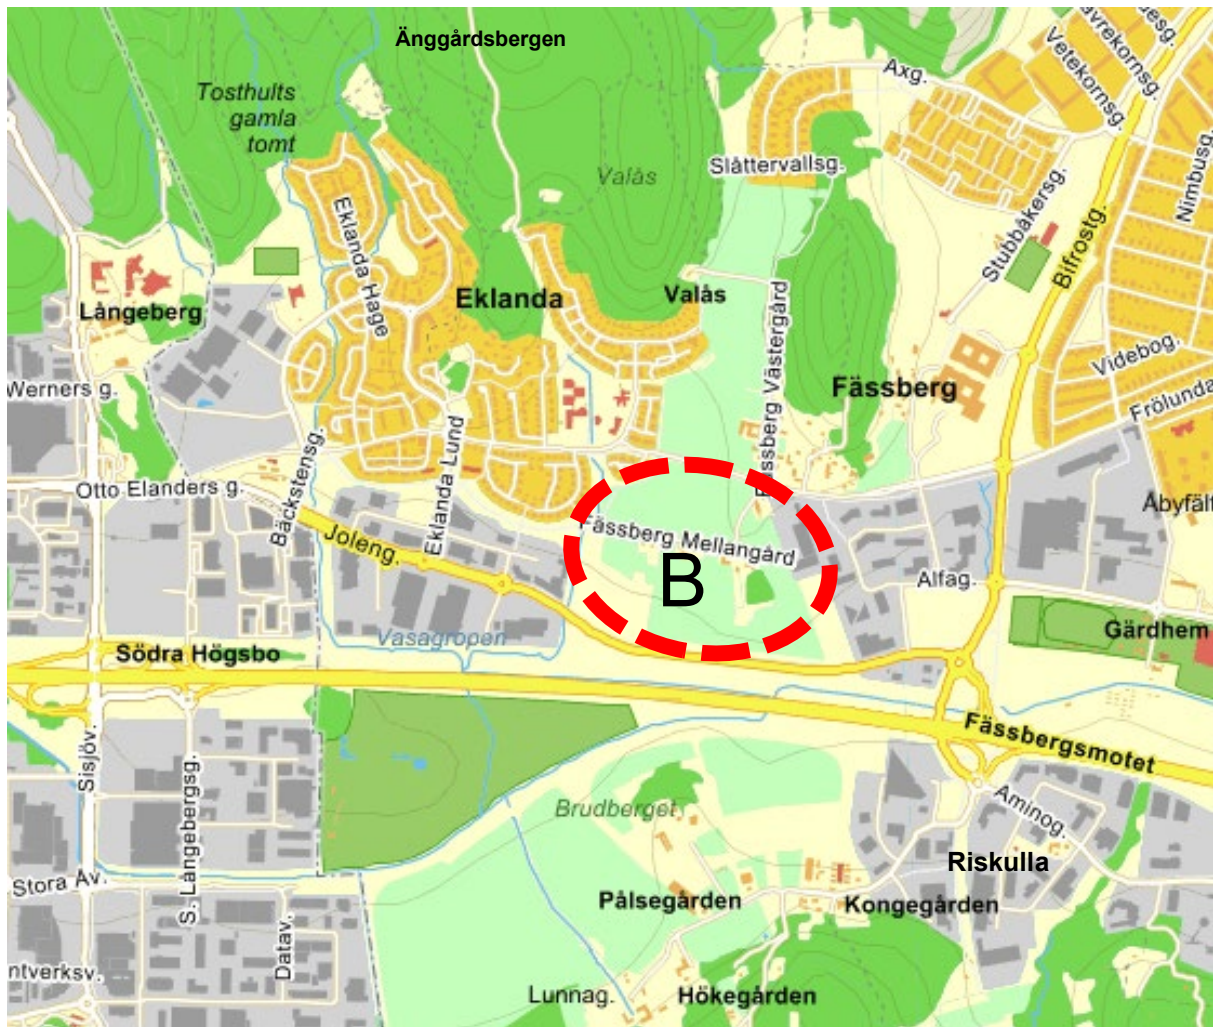 Änggårdsbergen
Axg.
Vetekornsg.
Tosthults
gamla
tomt
Valås
Slåttervallsg.
Nimbusg.
Stubbåkersg.
Bifrostg.
Eklanda Hage
Eklanda
Valås
Långeberg
Fässberg Västergård
Videbog.
Werners g.
Fässberg
Frölunda
Eklanda Lund
Bäckstensg.
Otto Elanders g.
Åbyfält
Joleng.
Fässberg Mellangård
B
Alfag.
Vasagropen
Gärdhem
Södra Högsbo
Fässbergsmotet
Sisjöv.
S. Långebergsg.
Brudberget
Aminog.
Riskulla
Stora Av.
Pålsegården
Kongegården
Datav.
ntverksv.
Lunnag.
Hökegården